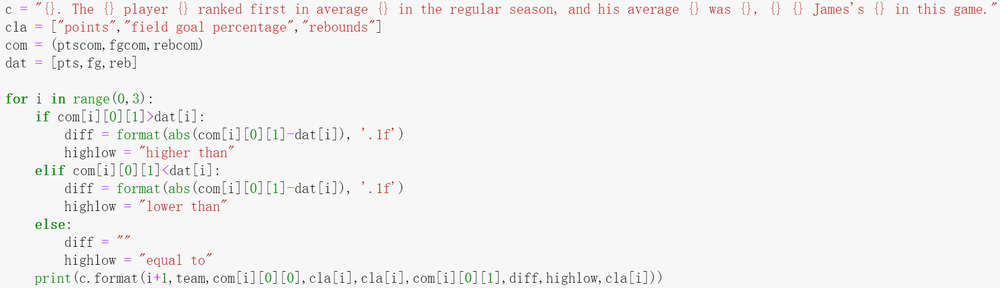 c = "{}. The {} player {} ranked first in average {} in the regular season, and his average {} was {}, {} {} James's {} in this game."
cla = ["points","field goal percentage","rebounds"]
com = (ptscom,fgcom,rebcom)
dat = [pts,fg,reb]

for i in range(0,3):
    if com[i][0][1]>dat[i]:
        diff = format(abs(com[i][0][1]-dat[i]), '.1f')
        highlow = "higher than"
    elif com[i][0][1]<dat[i]:
        diff = format(abs(com[i][0][1]-dat[i]), '.1f')
        highlow = "lower than"
    else:
        diff = ""
        highlow = "equal to"
    print(c.format(i+1,team,com[i][0][0],cla[i],cla[i],com[i][0][1],diff,highlow,cla[i]))